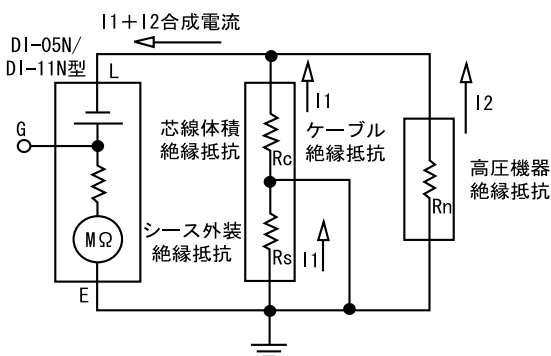 I1+I2合成電流
DI-05N/
DI-11N型
L
I1
I2
G
芯線体積
絶縁抵抗
Rc
ケーブル
絶縁抵抗
高圧機器
絶縁抵抗
Rn
MΩ
シース外装
絶縁抵抗
Rs
I1
E